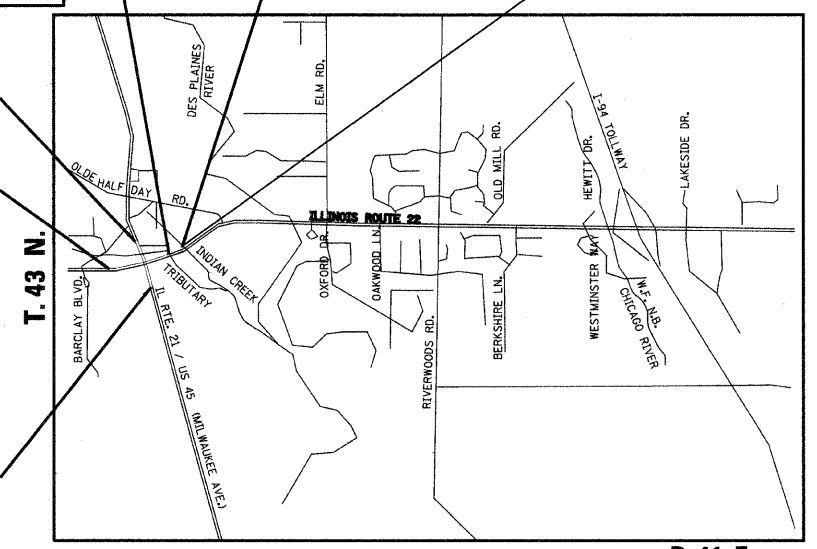 DES PLAINES
RIVER
ELM RD.
I-94 TOLLWAY
OLD MILL RD.
HEWITT DR.
LAKESIDE DR.
OLDE HALF DAY RD.
ILLINOIS ROUTE 22
T. 43 N.
INDIAN CREEK
TRIBUTARY
OXFORD DR.
OAKWOOD LN.
BARCLAY BLVD.
IL RTE. 21 / US 45 (MILWAUKEE AVE.)
RIVERWOODS RD.
BERKSHIRE LN.
WESTMINSTER WAY
W.F. N.B.
CHICAGO RIVER